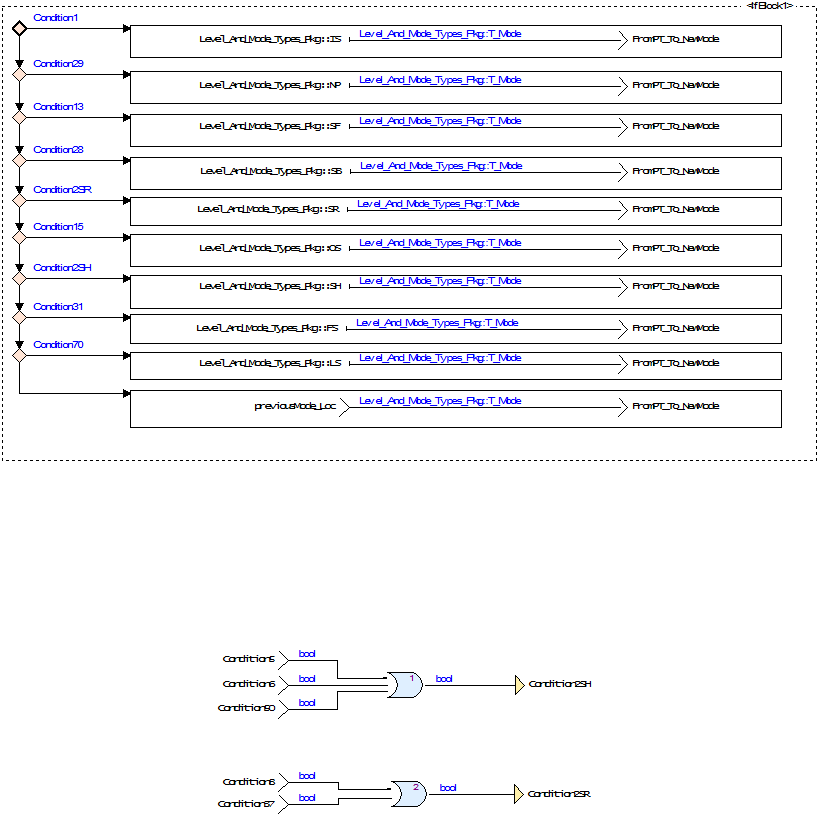 <IfBlock1>
Condition1
Level_And_Mode_Types_Pkg::IS Level_And_Mode_Types_Pkg::T_Mode FromPT_To_NewMode
Condition29
Level_And_Mode_Types_Pkg::NP Level_And_Mode_Types_Pkg::T_Mode FromPT_To_NewMode
Condition13
Level_And_Mode_Types_Pkg::SF Level_And_Mode_Types_Pkg::T_Mode FromPT_To_NewMode
Condition28
Level_And_Mode_Types_Pkg::SB Level_And_Mode_Types_Pkg::T_Mode FromPT_To_NewMode
Condition2SR
Level_And_Mode_Types_Pkg::SR Level_And_Mode_Types_Pkg::T_Mode FromPT_To_NewMode
Condition15
Level_And_Mode_Types_Pkg::OS Level_And_Mode_Types_Pkg::T_Mode FromPT_To_NewMode
Condition2SH
Level_And_Mode_Types_Pkg::SH Level_And_Mode_Types_Pkg::T_Mode FromPT_To_NewMode
Condition31
Level_And_Mode_Types_Pkg::FS Level_And_Mode_Types_Pkg::T_Mode FromPT_To_NewMode
Condition70
Level_And_Mode_Types_Pkg::LS Level_And_Mode_Types_Pkg::T_Mode FromPT_To_NewMode
previousMode_Loc Level_And_Mode_Types_Pkg::T_Mode FromPT_To_NewMode
Condition5 bool
Condition6 bool 1 bool Condition2SH
Condition50 bool
Condition8 bool
2 bool Condition2SR
Condition37 bool